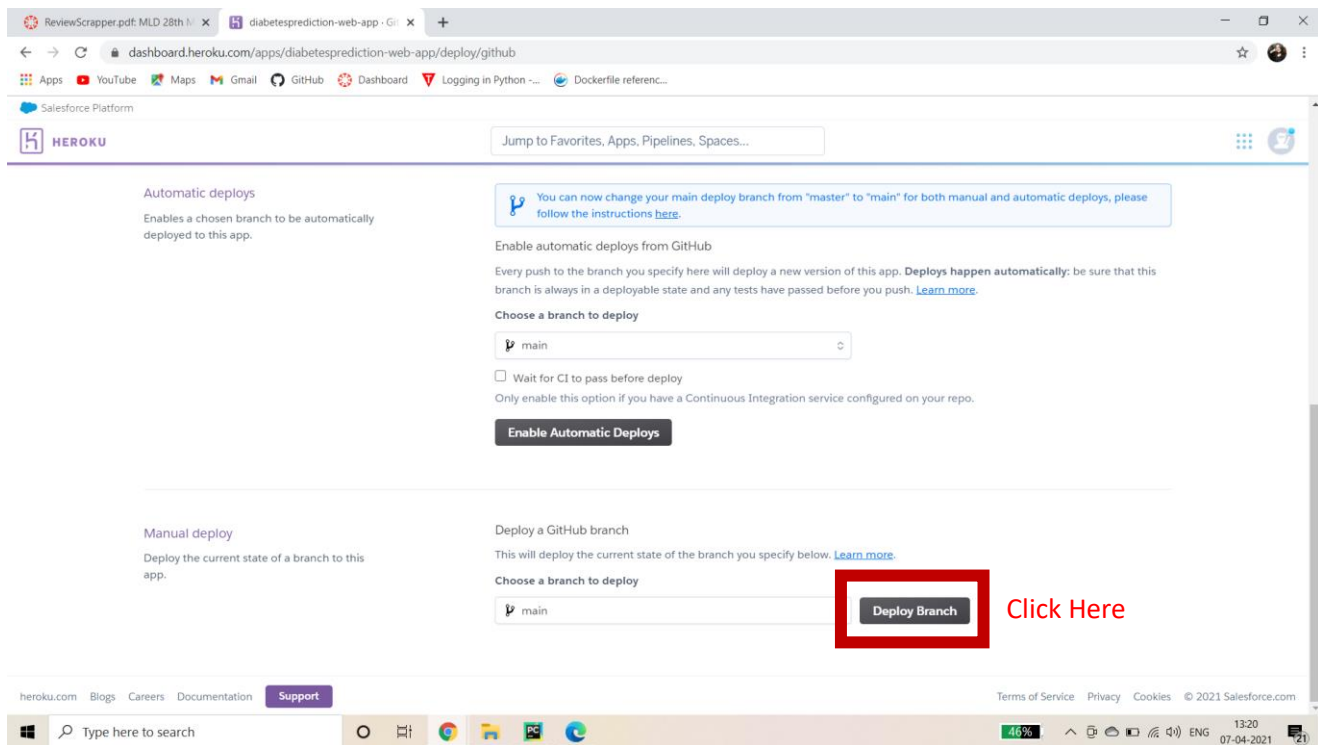 ReviewScrapper.pdf: MLD 28th M
diabetesprediction-web-app · Git
dashboard.heroku.com/apps/diabetesprediction-web-app/deploy/github
Apps YouTube Maps Gmail GitHub Dashboard Logging in Python -... Dockerfile referenc...
Salesforce Platform
HEROKU
Jump to Favorites, Apps, Pipelines, Spaces...
Automatic deploys
Enables a chosen branch to be automatically
deployed to this app.
You can now change your main deploy branch from "master" to "main" for both manual and automatic deploys, please
follow the instructions here.
Enable automatic deploys from GitHub
Every push to the branch you specify here will deploy a new version of this app. Deploys happen automatically: be sure that this
branch is always in a deployable state and any tests have passed before you push. Learn more.
Choose a branch to deploy
main
Wait for CI to pass before deploy
Only enable this option if you have a Continuous Integration service configured on your repo.
Enable Automatic Deploys
Manual deploy
Deploy the current state of a branch to this
app.
Deploy a GitHub branch
This will deploy the current state of the branch you specify below. Learn more.
Choose a branch to deploy
main
Deploy Branch
Click Here
heroku.com Blogs Careers Documentation Support
Terms of Service Privacy Cookies © 2021 Salesforce.com
Type here to search
PC
46%
ENG
13:20
07-04-2021
21